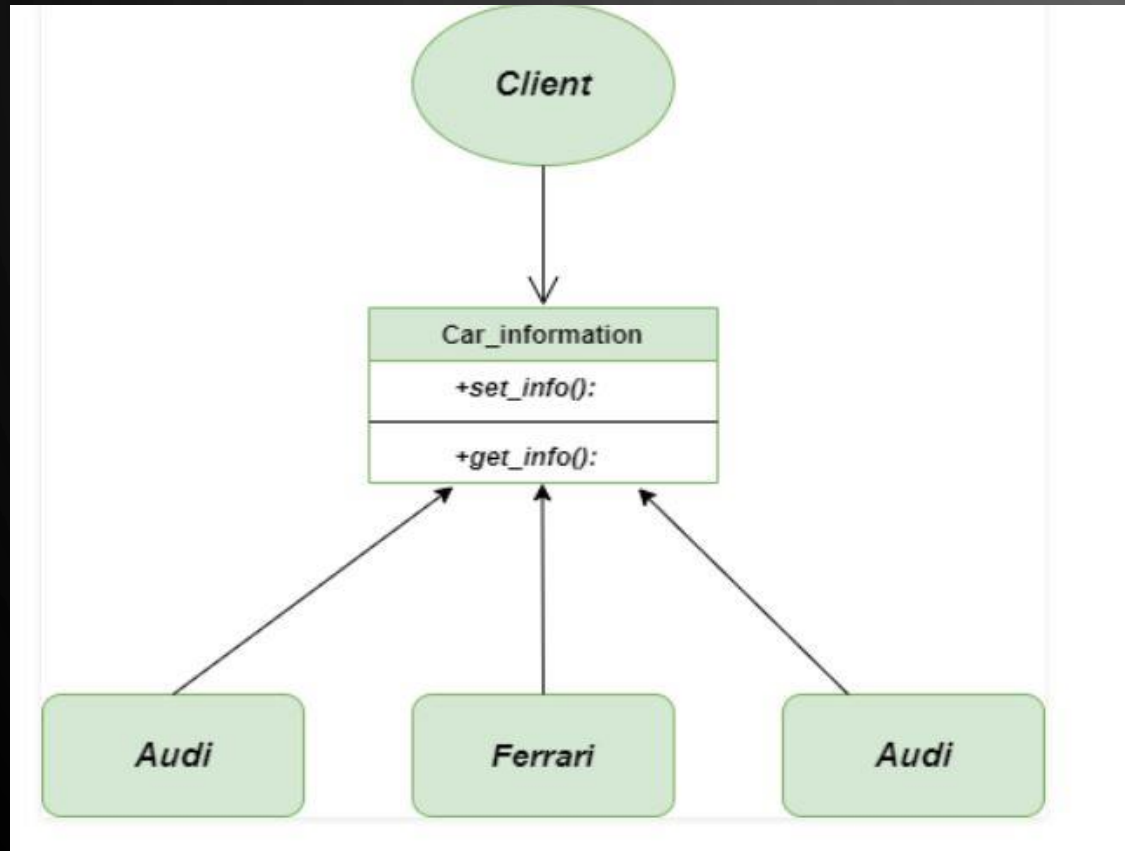 Client
Car_information
+set_info():
+get_info():
Audi
Ferrari
Audi